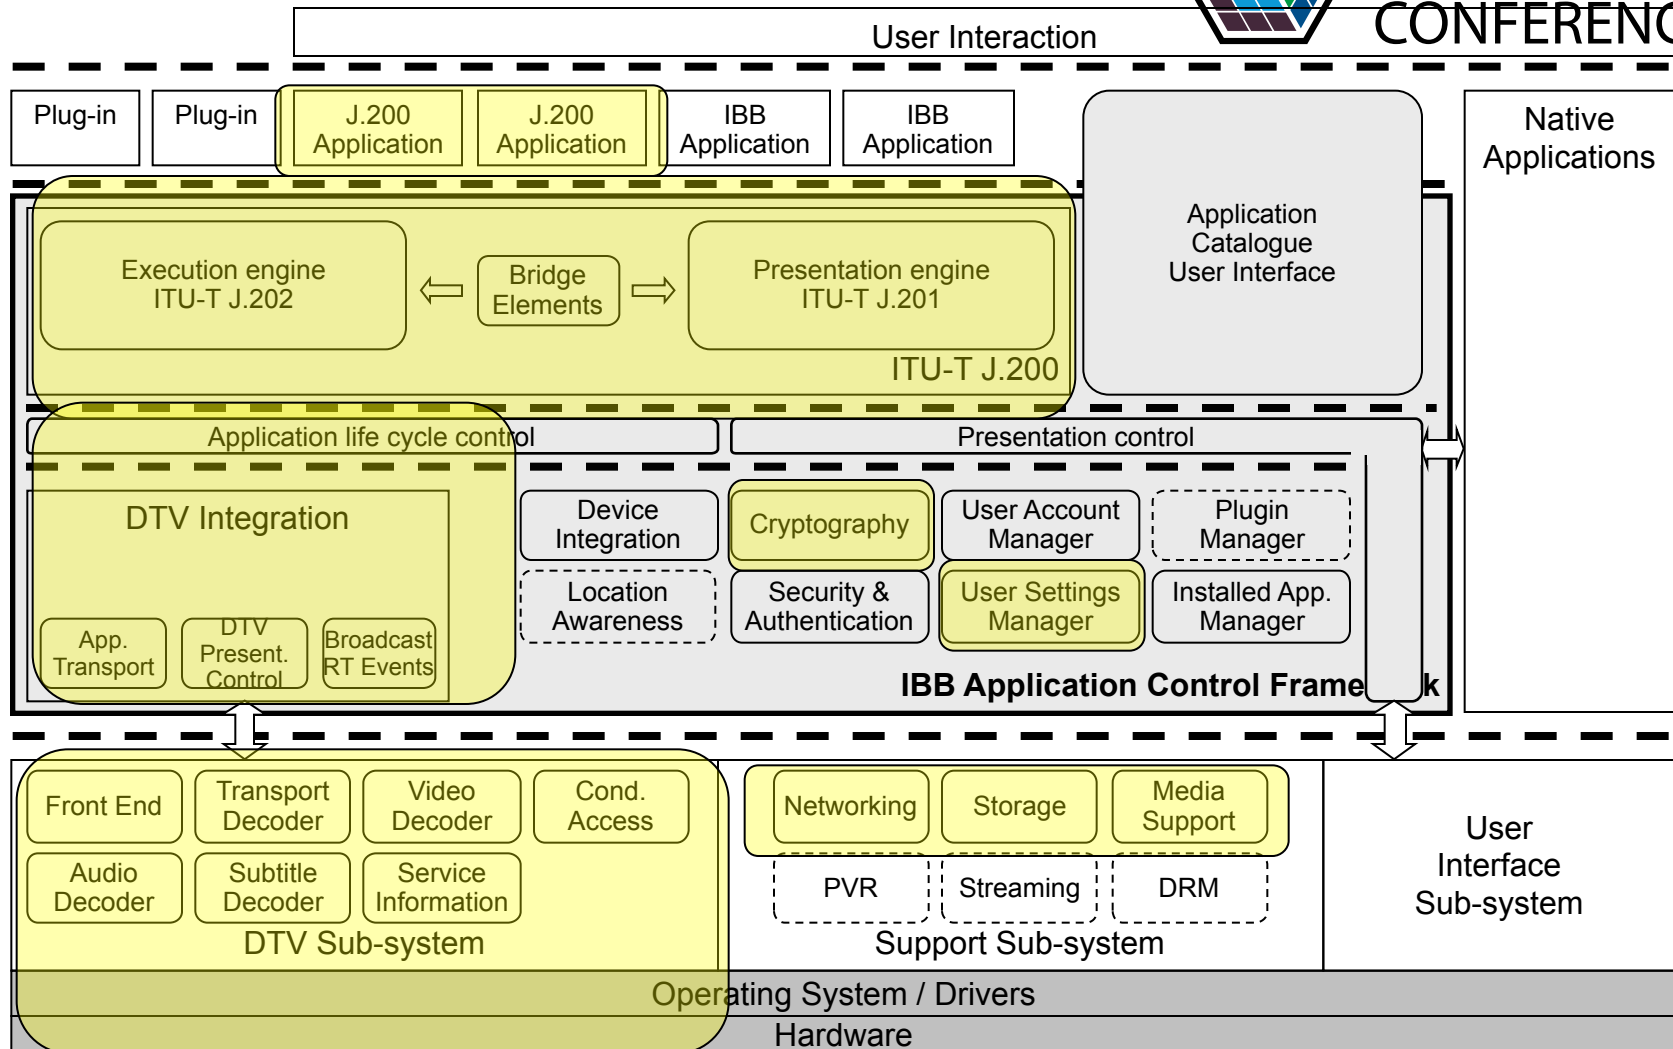 CONFERENC
User Interaction
Plug-in
Plug-in
J.200
Application
J.200
Application
IBB
Application
IBB
Application
Native
Applications
Application
Catalogue
User Interface
Execution engine
ITU-T J.202
Bridge
Elements
Presentation engine
ITU-T J.201
ITU-T J.200
Application life cycle control
Presentation control
DTV Integration
Device
Integration
Cryptography
User Account
Manager
Plugin
Manager
Location
Awareness
Security &
Authentication
User Settings
Manager
Installed App.
Manager
App.
Transport
DTV
Present.
Control
Broadcast
RT Events
IBB Application Control Frame k
Front End
Transport
Decoder
Video
Decoder
Cond.
Access
Networking
Storage
Media
Support
User
Interface
Sub-system
Audio
Decoder
Subtitle
Decoder
Service
Information
PVR
Streaming
DRM
DTV Sub-system
Support Sub-system
Operating System / Drivers
Hardware